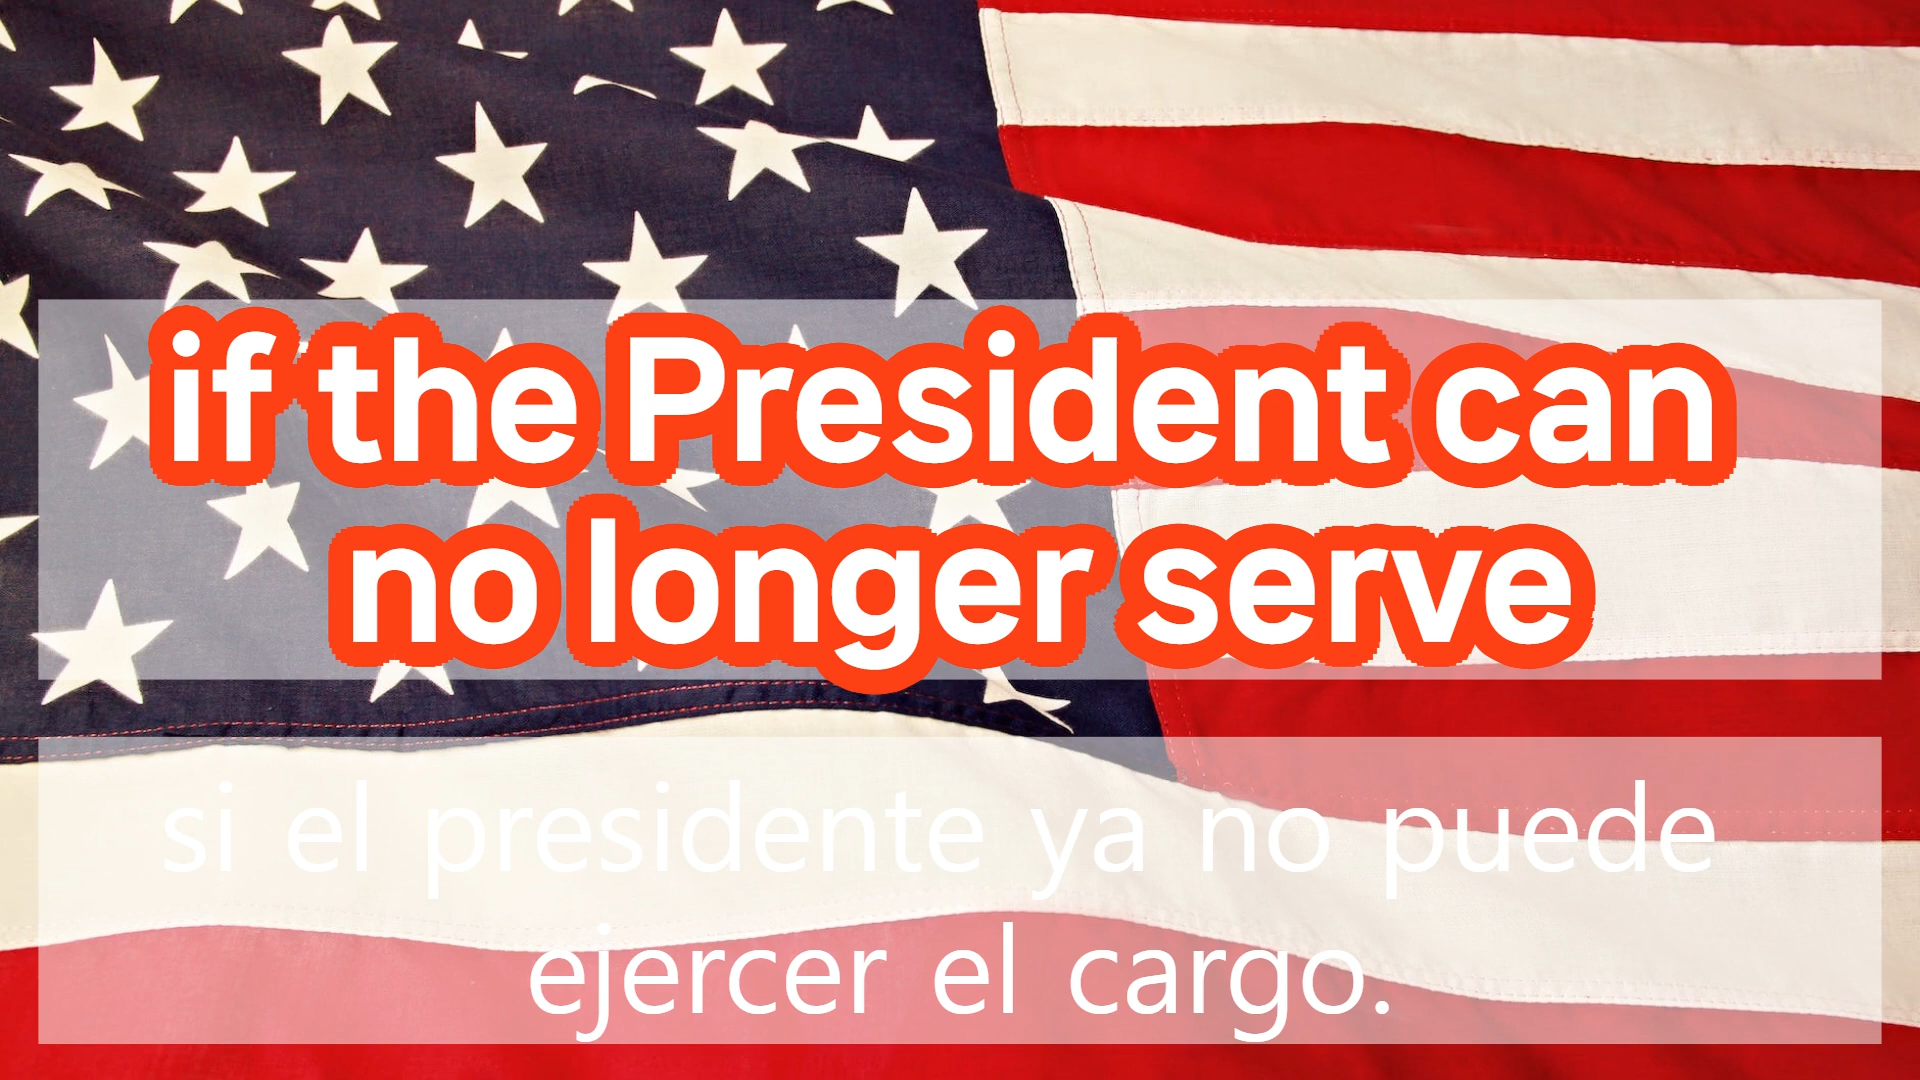 if the President can
no longer serve
si el presidente ya no puede
ejercer el cargo.